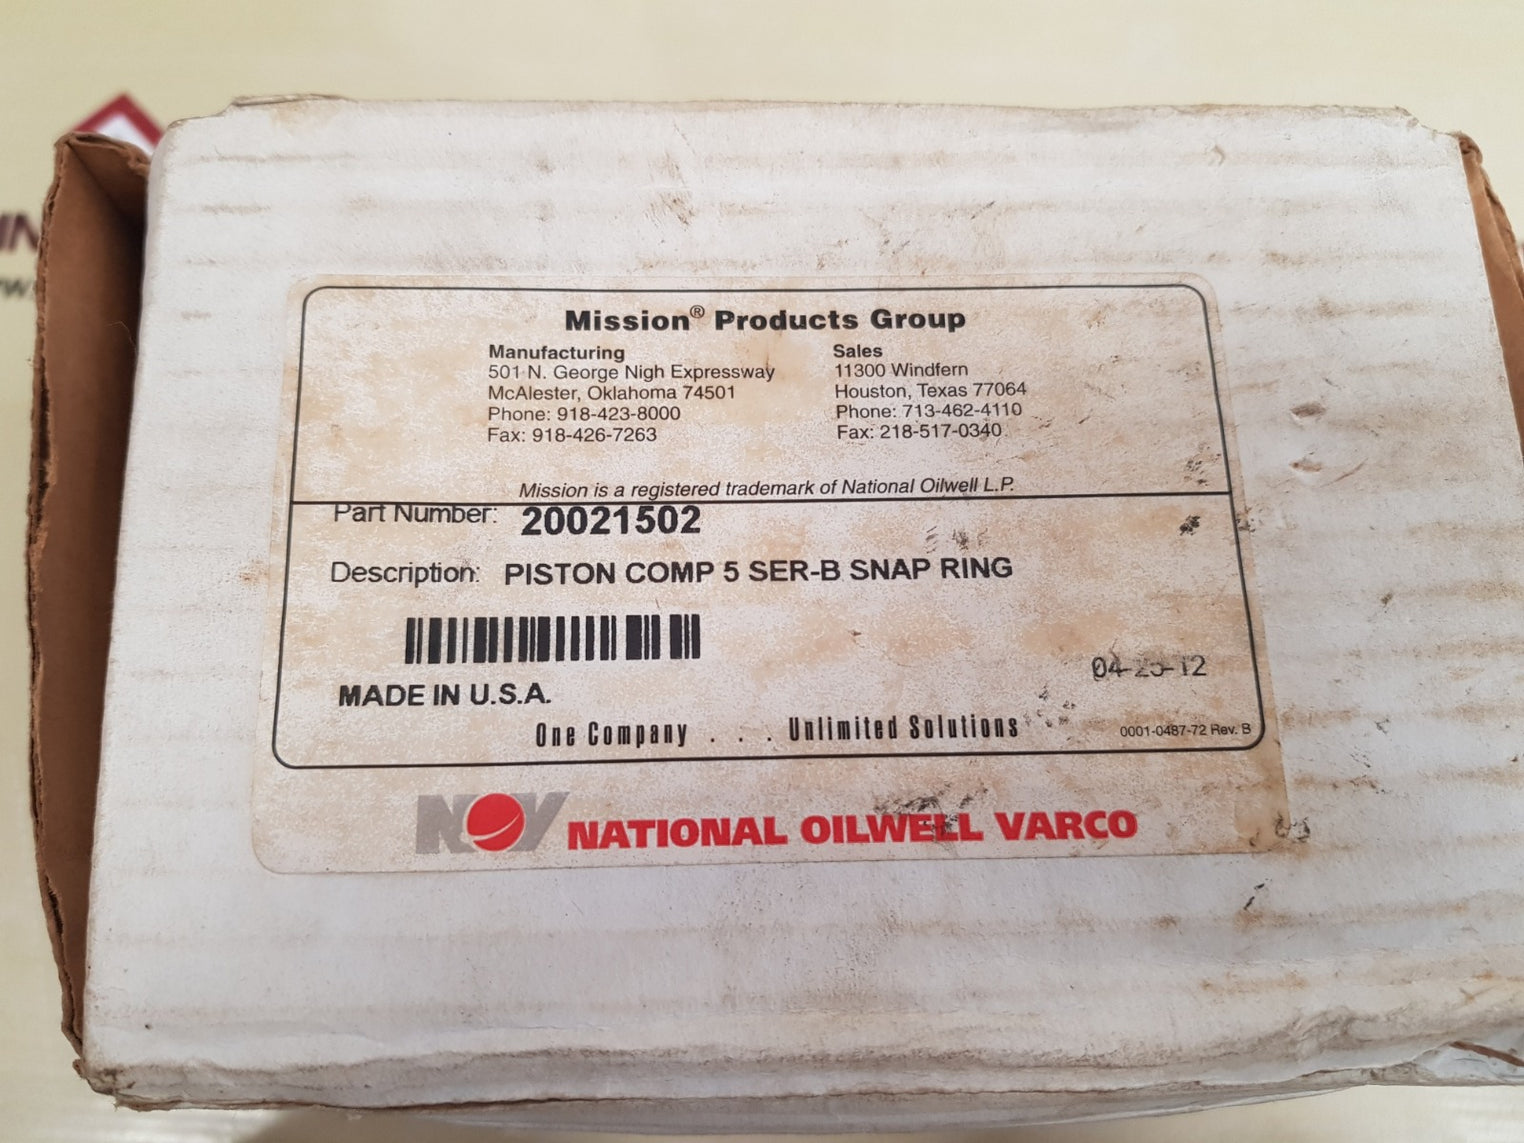 Mission® Products Group
Manufacturing
501 N. George Nigh Expressway
McAlester, Oklahoma 74501
Phone: 918-423-8000
Fax: 918-426-7263
Sales
11300 Windfern
Houston, Texas 77064
Phone: 713-462-4110
Fax: 218-517-0340
Mission is a registered trademark of National Oilwell L.P.
Part Number: 20021502
Description: PISTON COMP 5 SER-B SNAP RING
MADE IN U.S.A.
04-25-12
One Company . . . Unlimited Solutions
0001-0487-72 Rev. B
NOV NATIONAL OILWELL VARCO